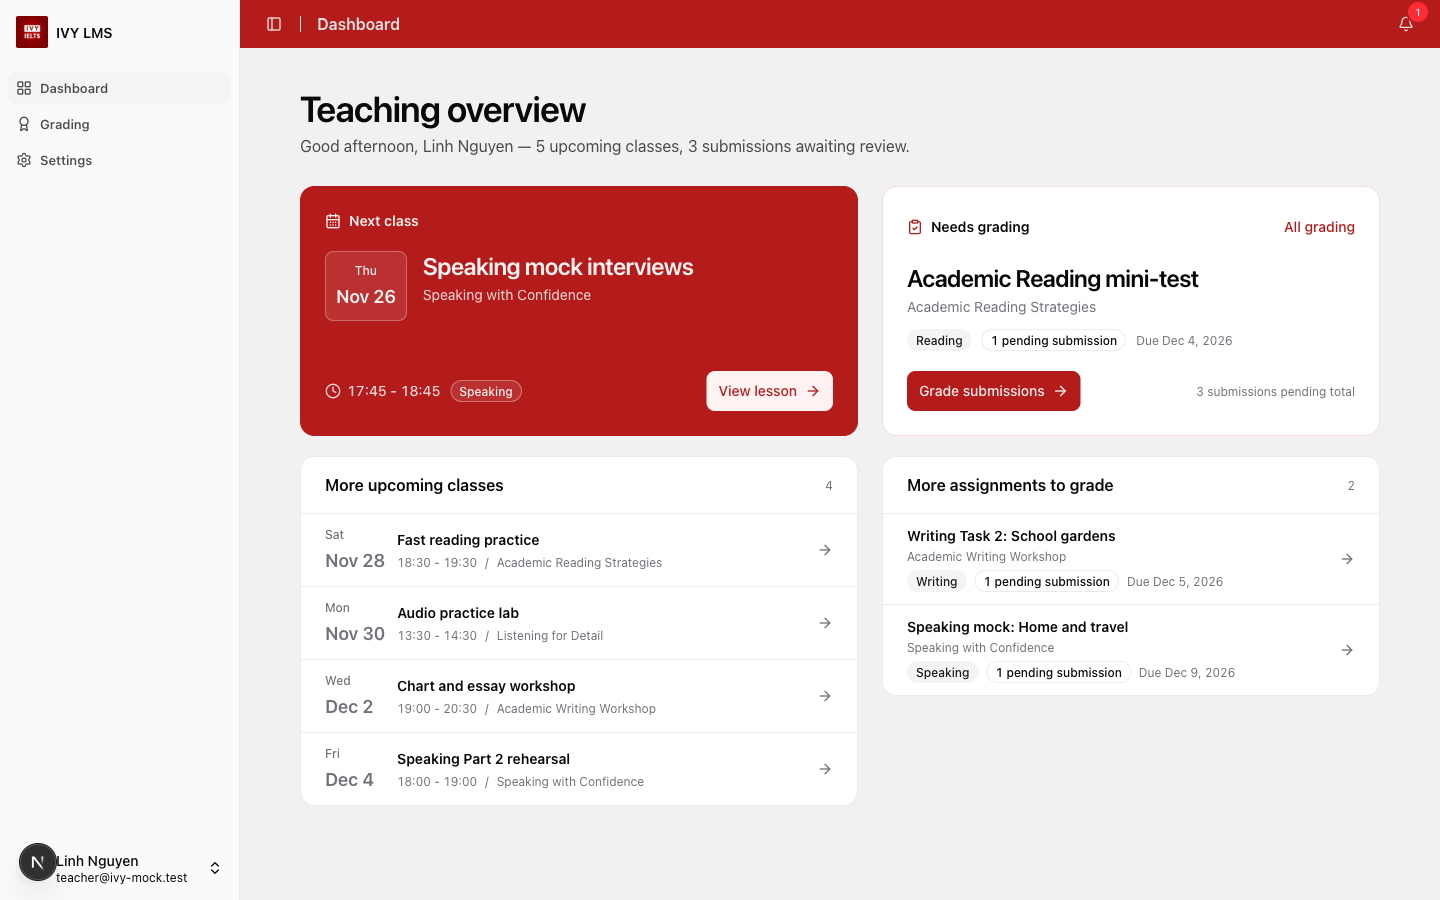 IVY
IELTS
IVY LMS
Dashboard
Grading
Settings
N
Linh Nguyen
teacher@ivy-mock.test
Dashboard
1
Teaching overview
Good afternoon, Linh Nguyen — 5 upcoming classes, 3 submissions awaiting review.
Next class
Thu
Nov 26
Speaking mock interviews
Speaking with Confidence
17:45 - 18:45
Speaking
View lesson
Needs grading
All grading
Academic Reading mini-test
Academic Reading Strategies
Reading
1 pending submission
Due Dec 4, 2026
Grade submissions
3 submissions pending total
More upcoming classes
4
Sat
Nov 28
Fast reading practice
18:30 - 19:30 / Academic Reading Strategies
Mon
Nov 30
Audio practice lab
13:30 - 14:30 / Listening for Detail
Wed
Dec 2
Chart and essay workshop
19:00 - 20:30 / Academic Writing Workshop
Fri
Dec 4
Speaking Part 2 rehearsal
18:00 - 19:00 / Speaking with Confidence
More assignments to grade
2
Writing Task 2: School gardens
Academic Writing Workshop
Writing
1 pending submission
Due Dec 5, 2026
Speaking mock: Home and travel
Speaking with Confidence
Speaking
1 pending submission
Due Dec 9, 2026